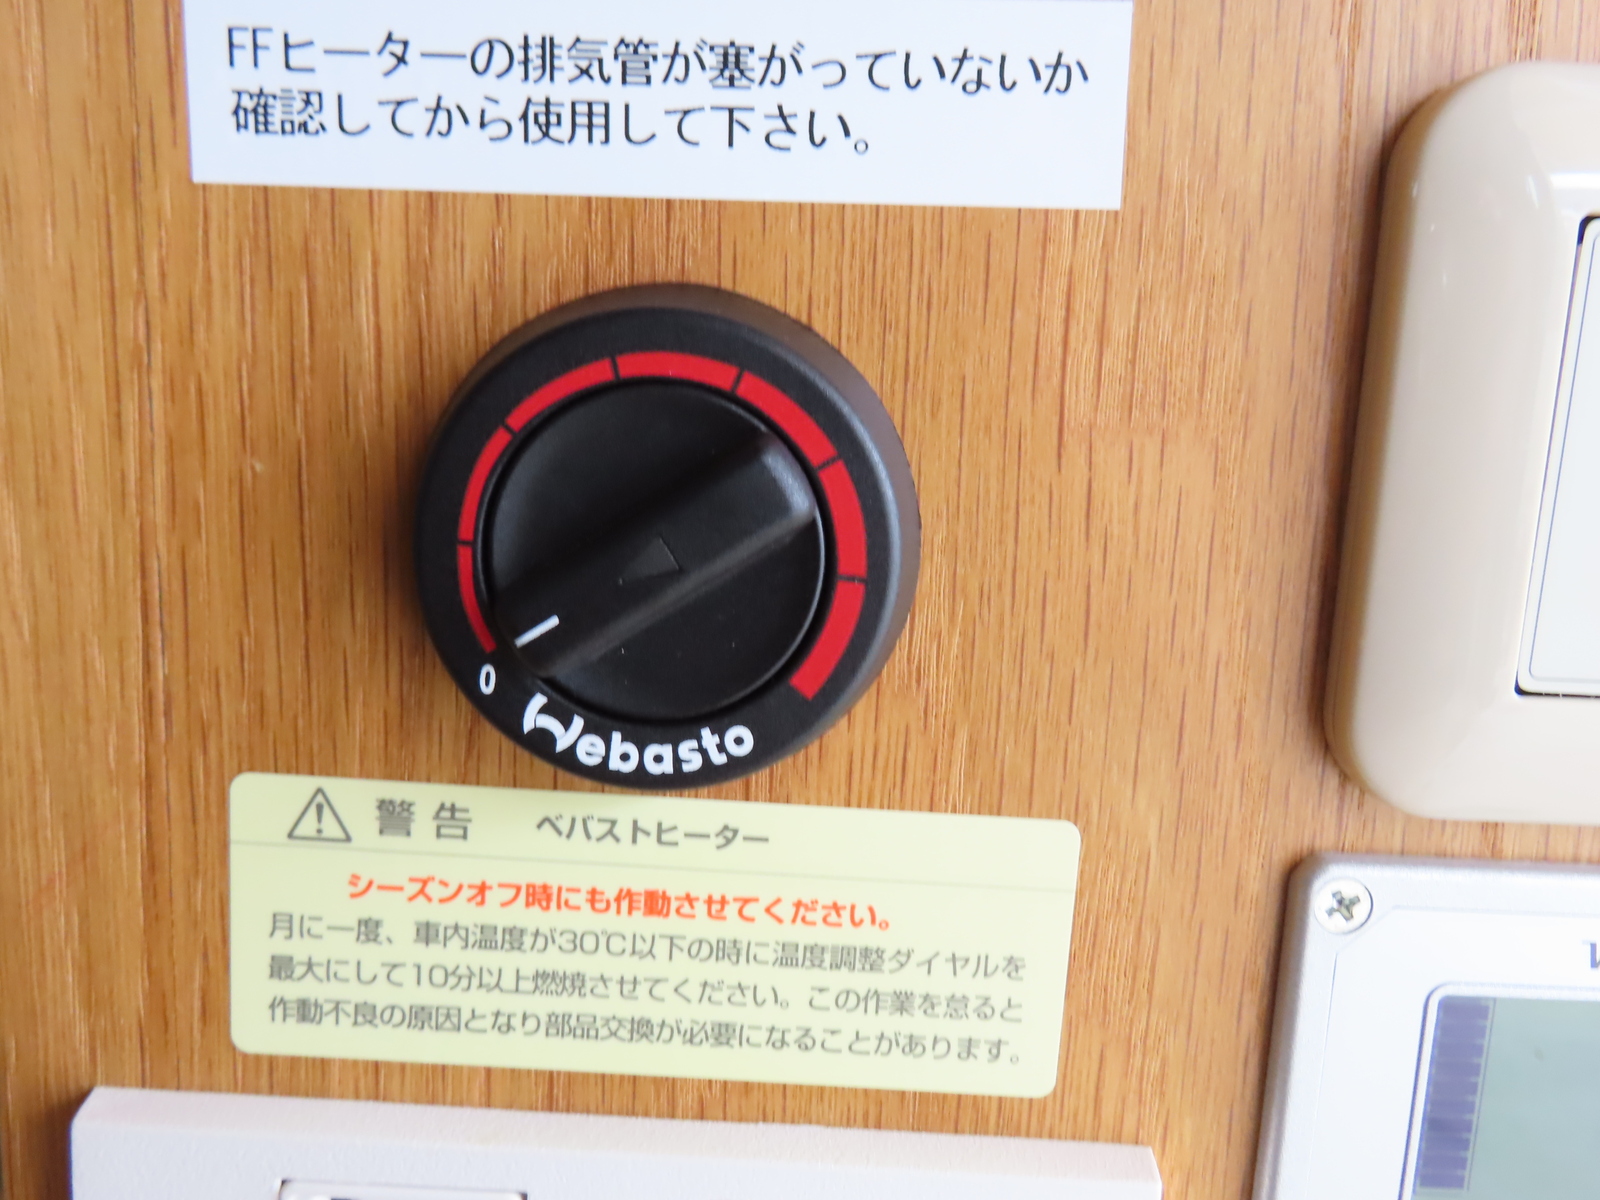 FFヒーターの排気管が塞がっていないか
確認してから使用して下さい。
0
Webasto
警告 ベバストヒーター
シーズンオフ時にも作動させてください。
月に一度、車内温度が30℃以下の時に温度調整ダイヤルを
最大にして10分以上燃焼させてください。この作業を怠ると
作動不良の原因となり部品交換が必要になることがあります。